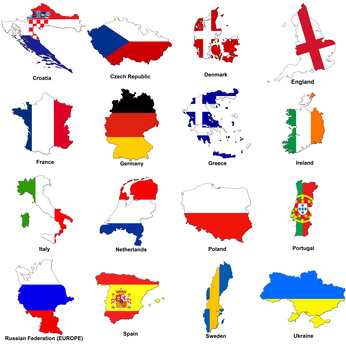 Croatia
Czech Republic
Denmark
England
France
Germany
Greece
Ireland
Italy
Netherlands
Poland
Portugal
Russian Federation (EUROPE)
Spain
Sweden
Ukraine